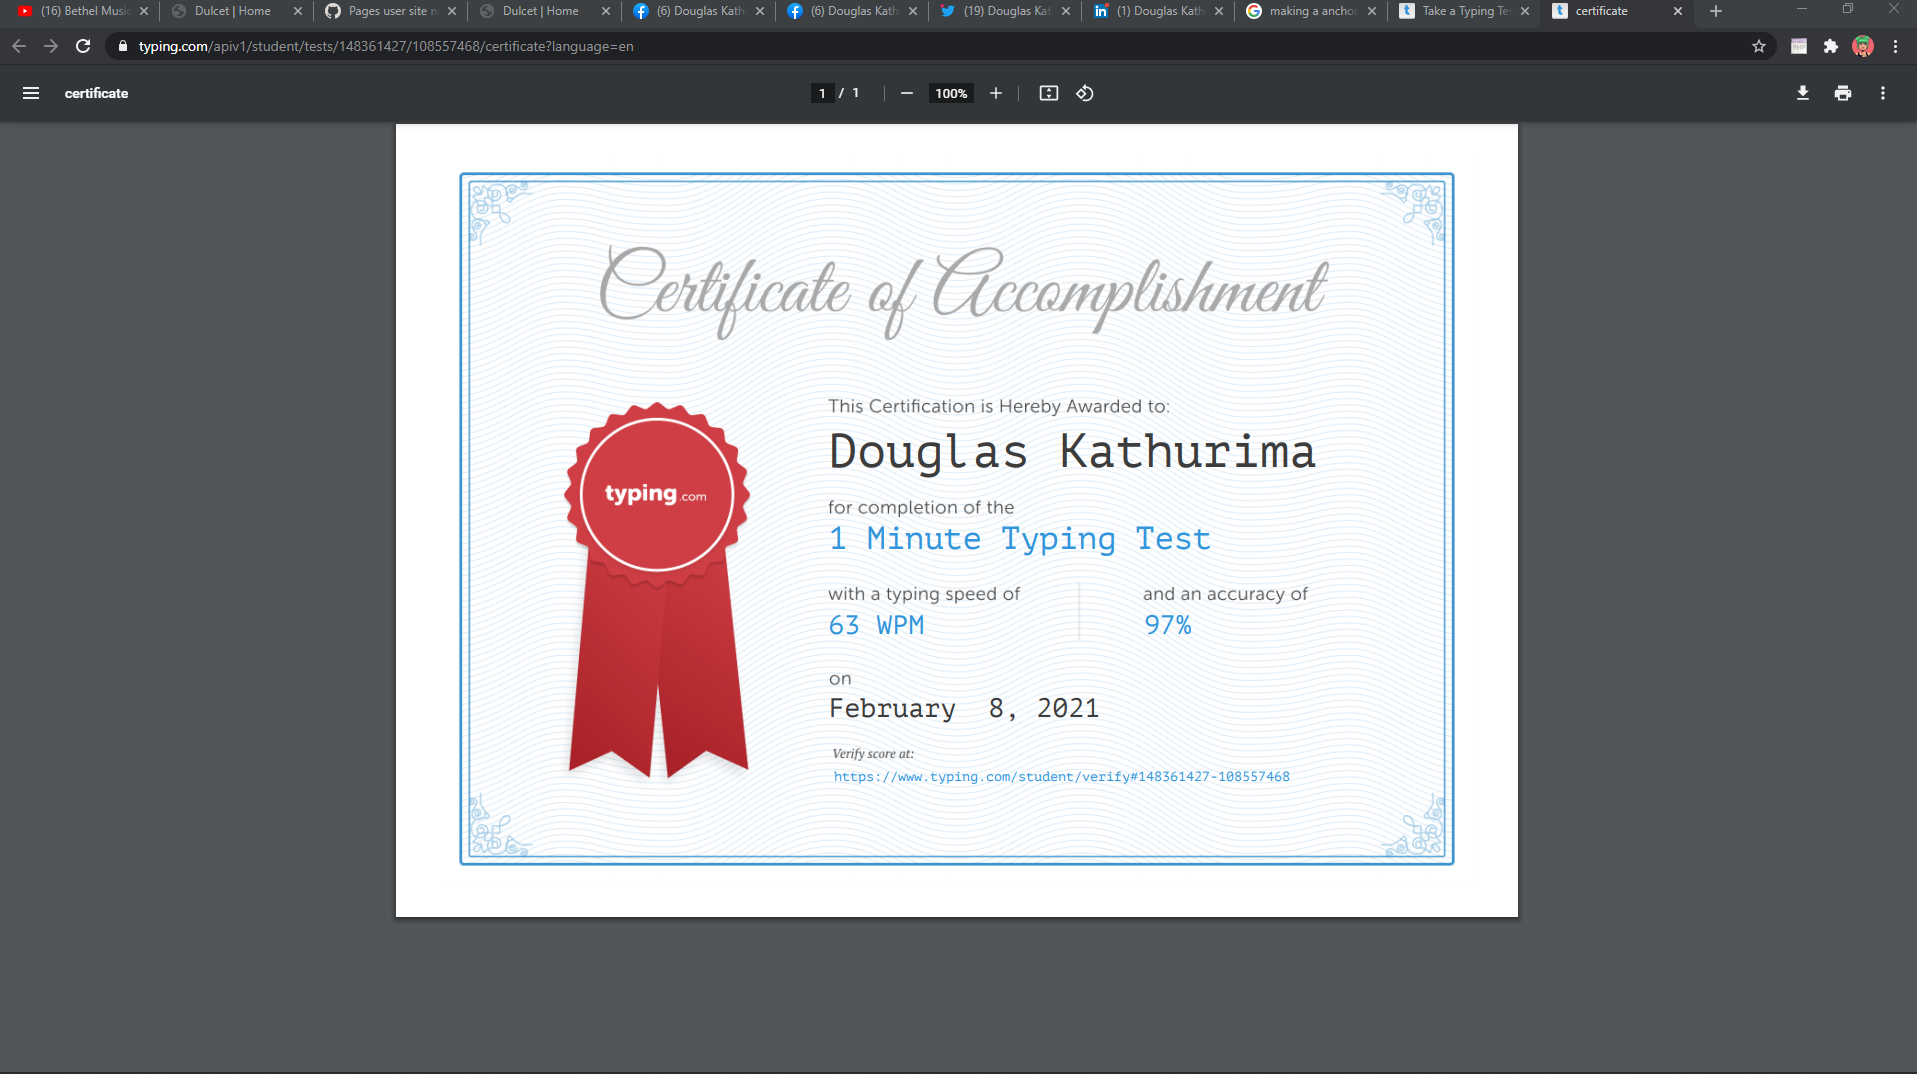 (16) Bethel Music
Dulcet | Home
Pages user site n
Dulcet | Home
(6) Douglas Kath
(6) Douglas Kath
(19) Douglas Kat
(1) Douglas Kath
making a anchor
Take a Typing Te
certificate
typing.com/apiv1/student/tests/148361427/108557468/certificate?language=en
certificate
1 / 1
100%
Certificate of Accomplishment
This Certification is Hereby Awarded to:
Douglas Kathurima
typing.com
for completion of the
1 Minute Typing Test
with a typing speed of
63 WPM
and an accuracy of
97%
on
February 8, 2021
Verify score at:
https://www.typing.com/student/verify#148361427-108557468